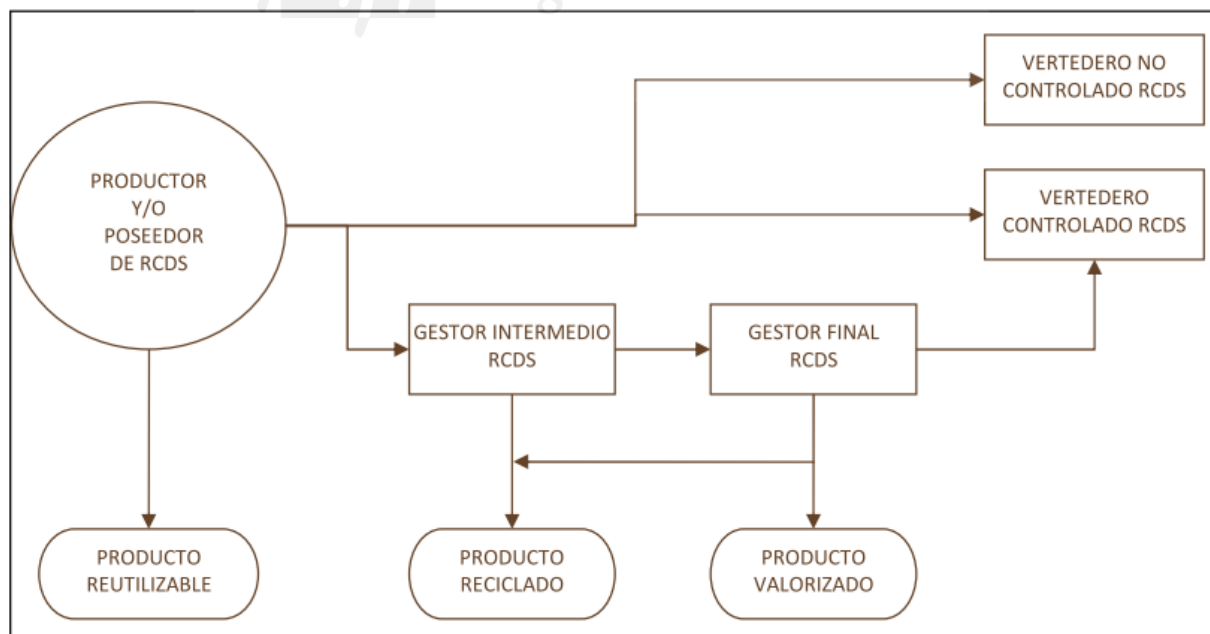 VERTEDERO NO
CONTROLADO RCDS
PRODUCTOR
Y/O
POSEEDOR
DE RCDS
VERTEDERO
CONTROLADO RCDS
GESTOR INTERMEDIO
RCDS
GESTOR FINAL
RCDS
PRODUCTO
REUTILIZABLE
PRODUCTO
RECICLADO
PRODUCTO
VALORIZADO